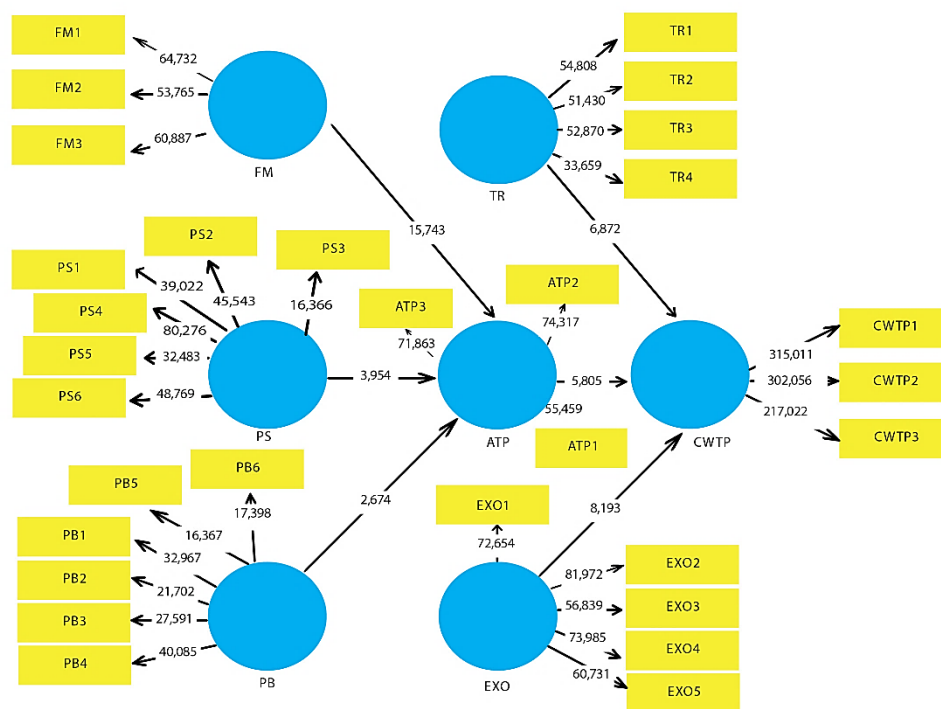 FM1
64,732
FM2
53,765
FM3
60,887
FM
TR1
54,808
TR2
51,430
TR3
52,870
TR4
33,659
TR
15,743
6,872
PS1
39,022
PS2
45,543
PS3
16,366
PS4
80,276
PS5
32,483
PS6
48,769
PS
3,954
ATP3
71,863
ATP2
74,317
ATP
5,805
55,459
ATP1
CWTP
CWTP1
315,011
CWTP2
302,056
CWTP3
217,022
PB6
17,398
PB5
16,367
PB1
32,967
PB2
21,702
PB3
27,591
PB4
40,085
PB
2,674
EXO1
72,654
8,193
EXO2
81,972
EXO3
56,839
EXO4
73,985
EXO5
60,731
EXO